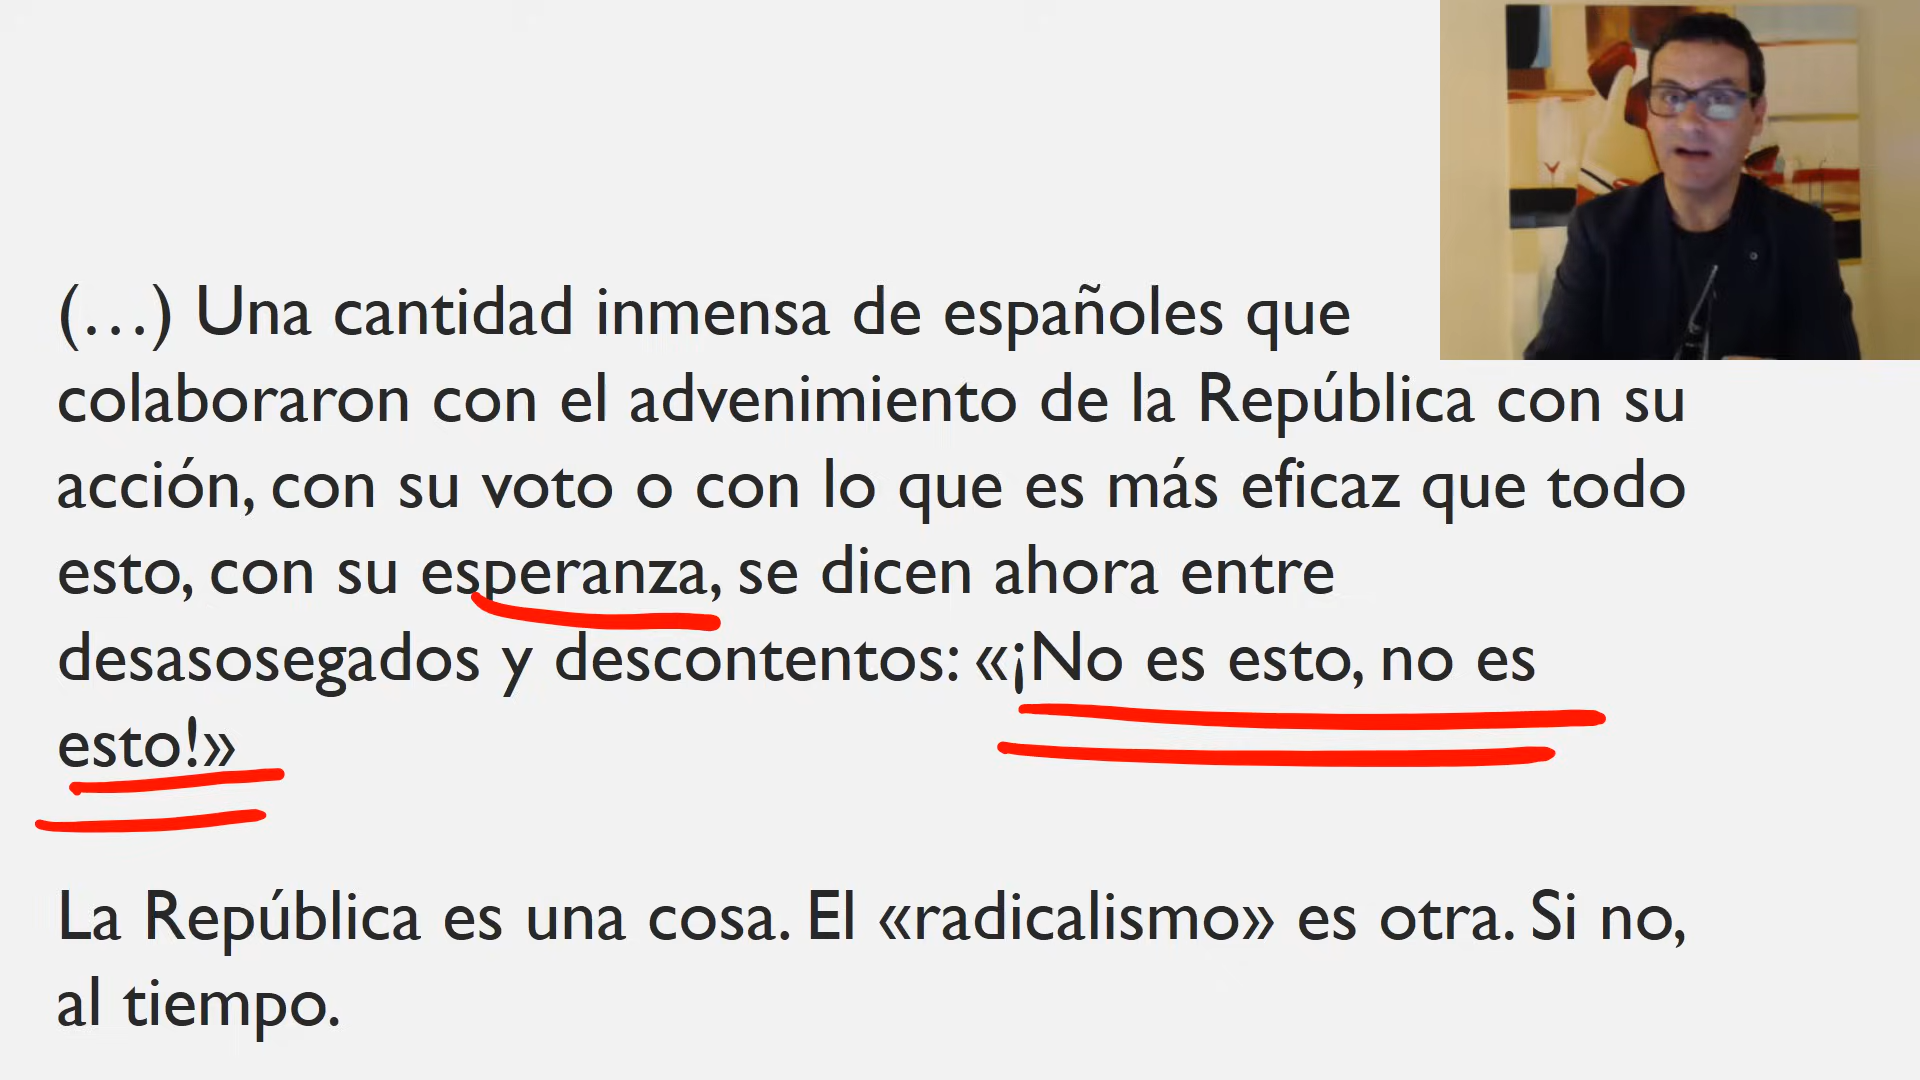 (…) Una cantidad inmensa de españoles que
colaboraron con el advenimiento de la República con su
acción, con su voto o con lo que es más eficaz que todo
esto, con su esperanza, se dicen ahora entre
desasosegados y descontentos: «¡No es esto, no es
esto!»
La República es una cosa. El «radicalismo» es otra. Si no,
al tiempo.